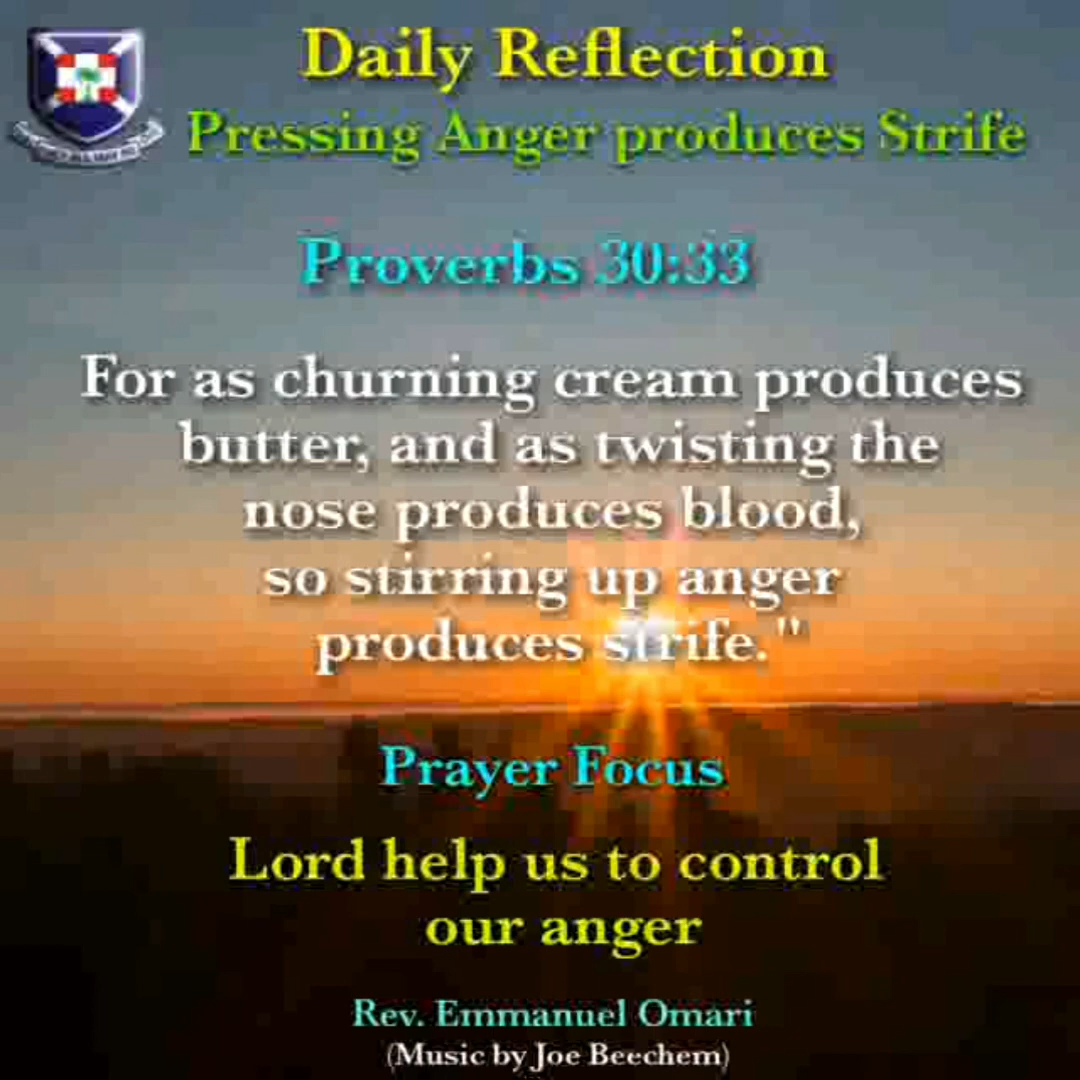 Daily Reflection
Pressing Anger produces Strife
Proverbs 30:33
For as churning cream produces
butter, and as twisting the
nose produces blood,
so stirring up anger
produces strife."
Prayer Focus
Lord help us to control
our anger
Rev. Emmanuel Omari
(Music by Joe Beechem)